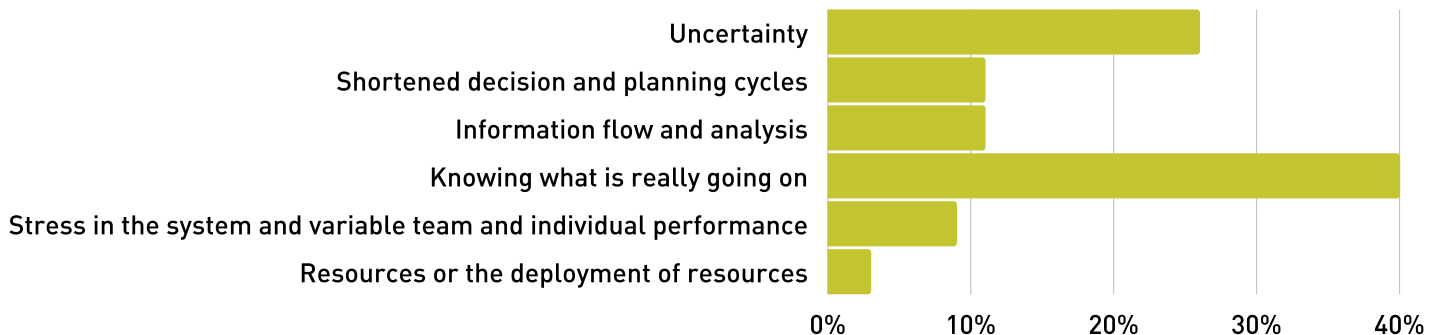 Uncertainty
Shortened decision and planning cycles
Information flow and analysis
Knowing what is really going on
Stress in the system and variable team and individual performance
Resources or the deployment of resources
0% 10% 20% 30% 40%